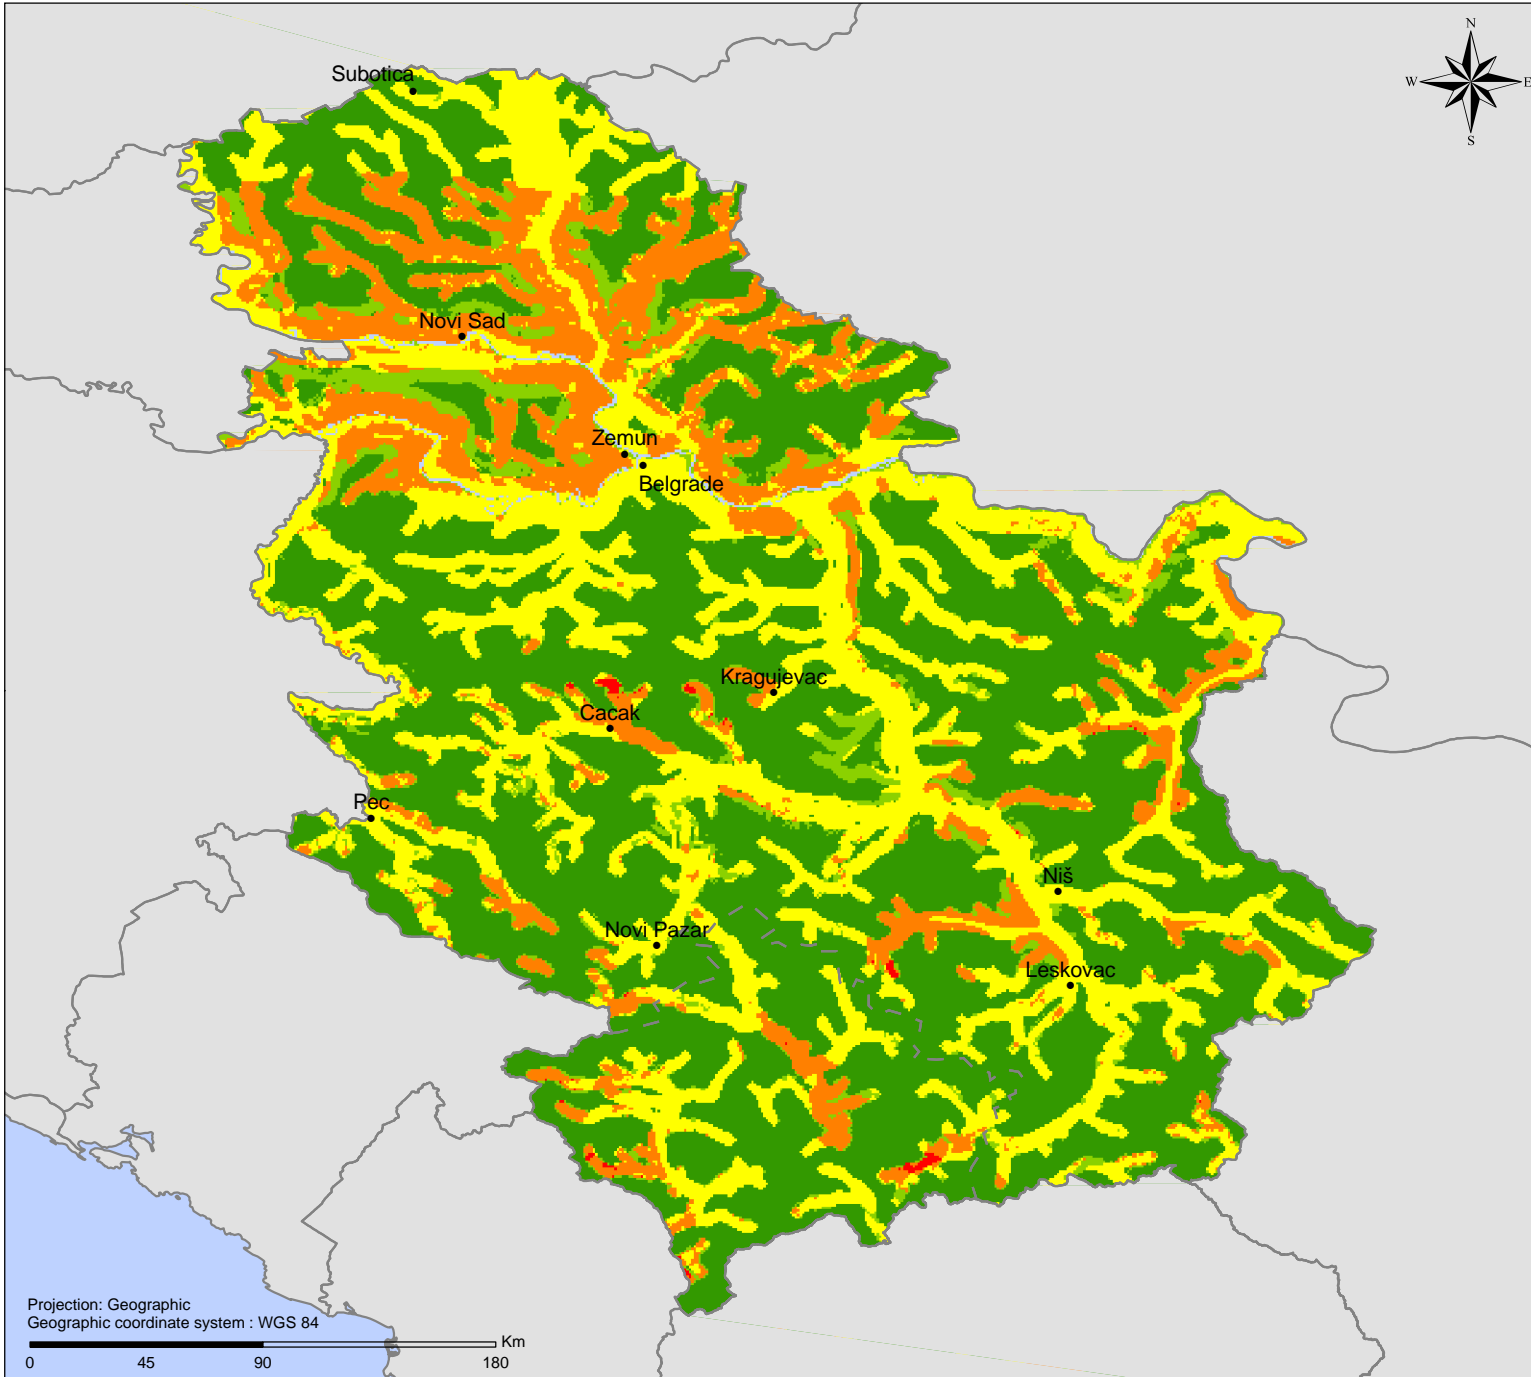 N
W
E
S
Subotica
Novi Sad
Zemun
Belgrade
Kragujevac
Cacak
Pec
Niš
Novi Pazar
Leskovac
Projection: Geographic
Geographic coordinate system : WGS 84
Km
0 45 90 180